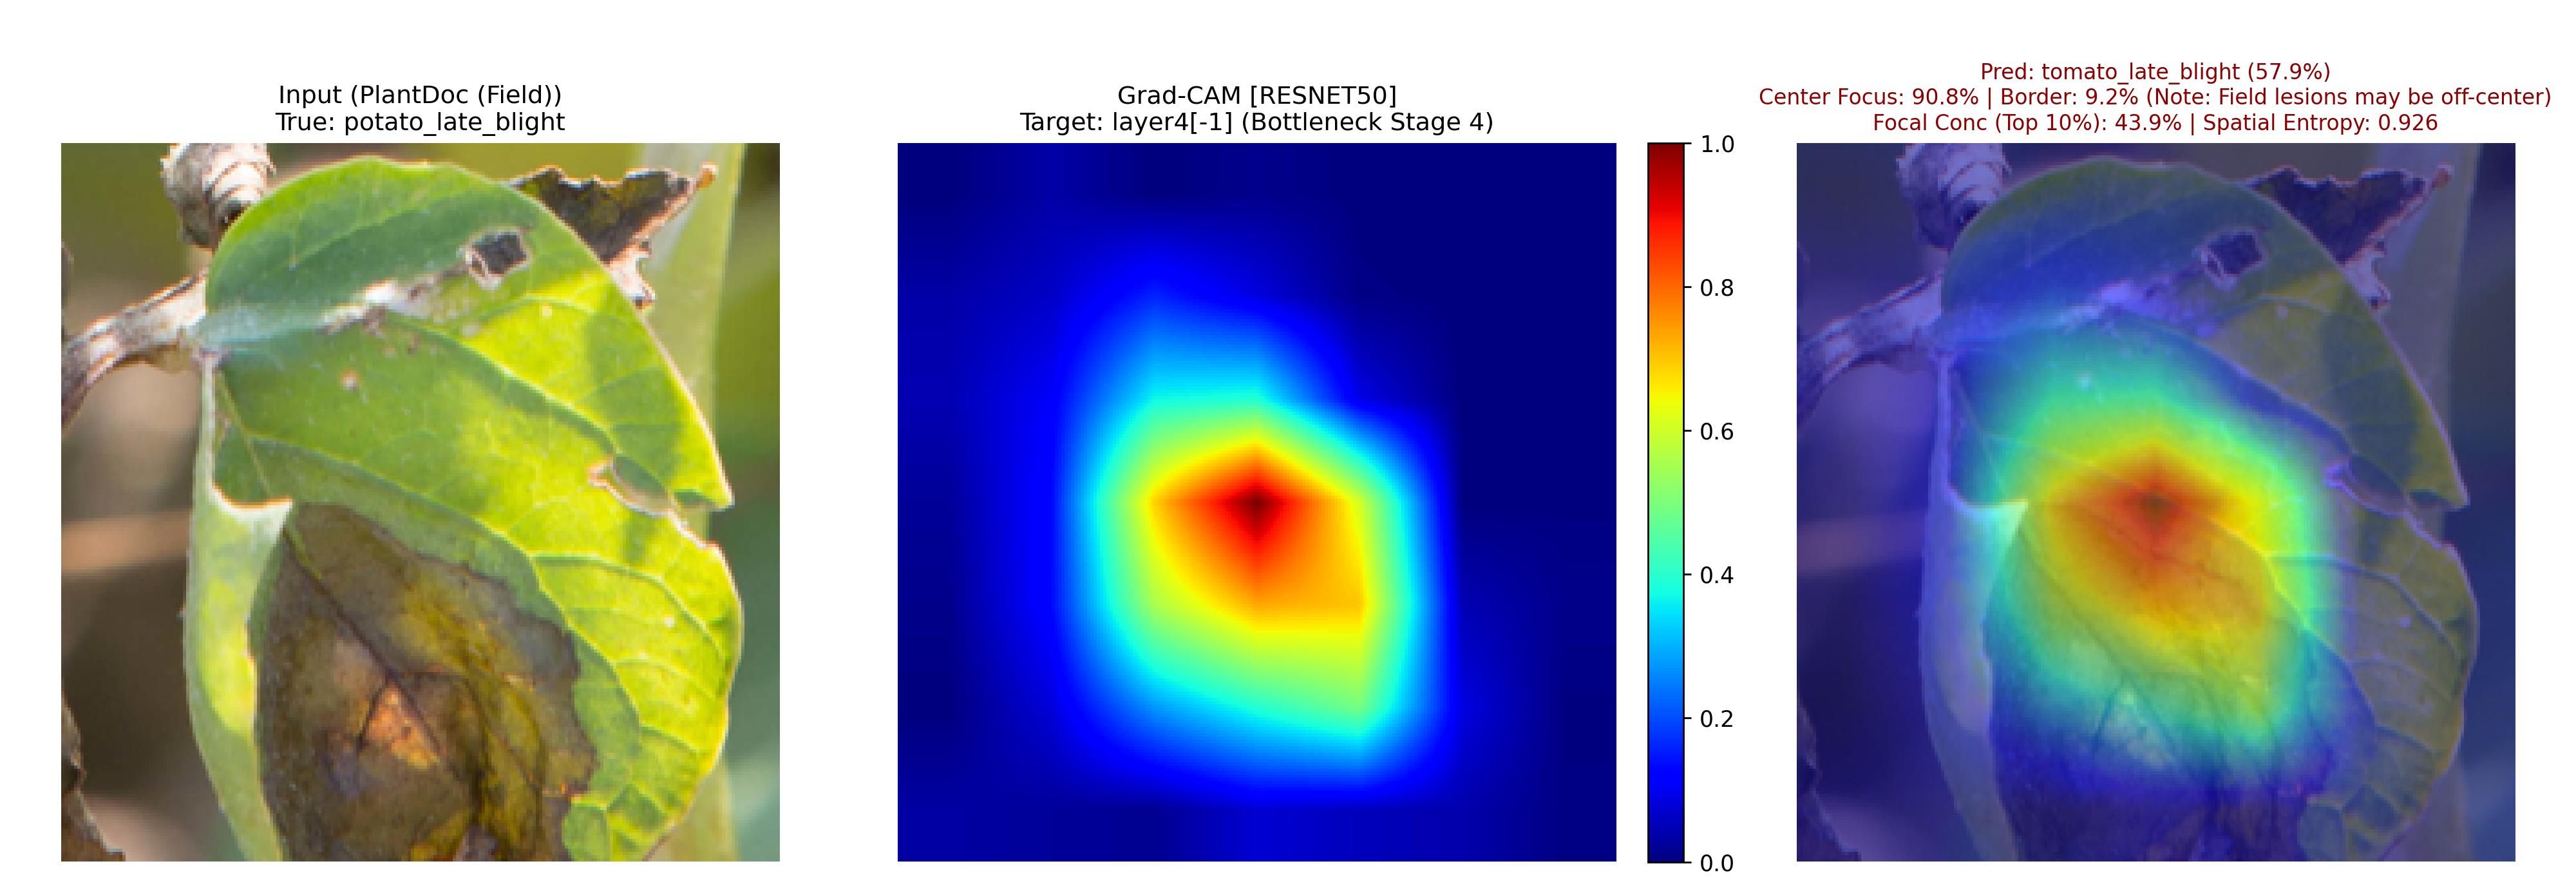 Input (PlantDoc (Field))
True: potato_late_blight
Grad-CAM [RESNET50]
Target: layer4[-1] (Bottleneck Stage 4)
1.0
0.8
0.6
0.4
0.2
0.0
Pred: tomato_late_blight (57.9%)
Center Focus: 90.8% | Border: 9.2% (Note: Field lesions may be off-center)
Focal Conc (Top 10%): 43.9% | Spatial Entropy: 0.926